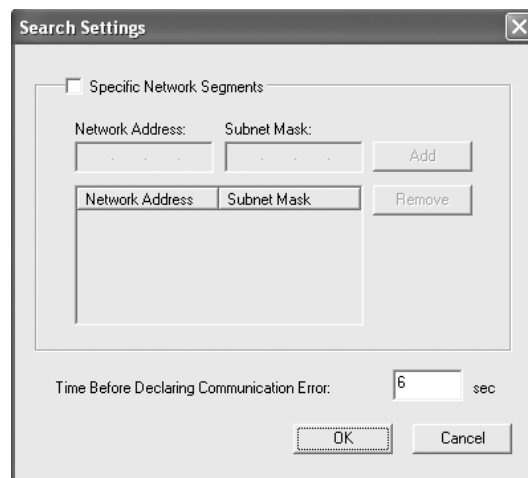 Search Settings
Specific Network Segments
Network Address: Subnet Mask:
. . . . . . Add
Network Address Subnet Mask Remove
Time Before Declaring Communication Error: 6 sec
OK Cancel